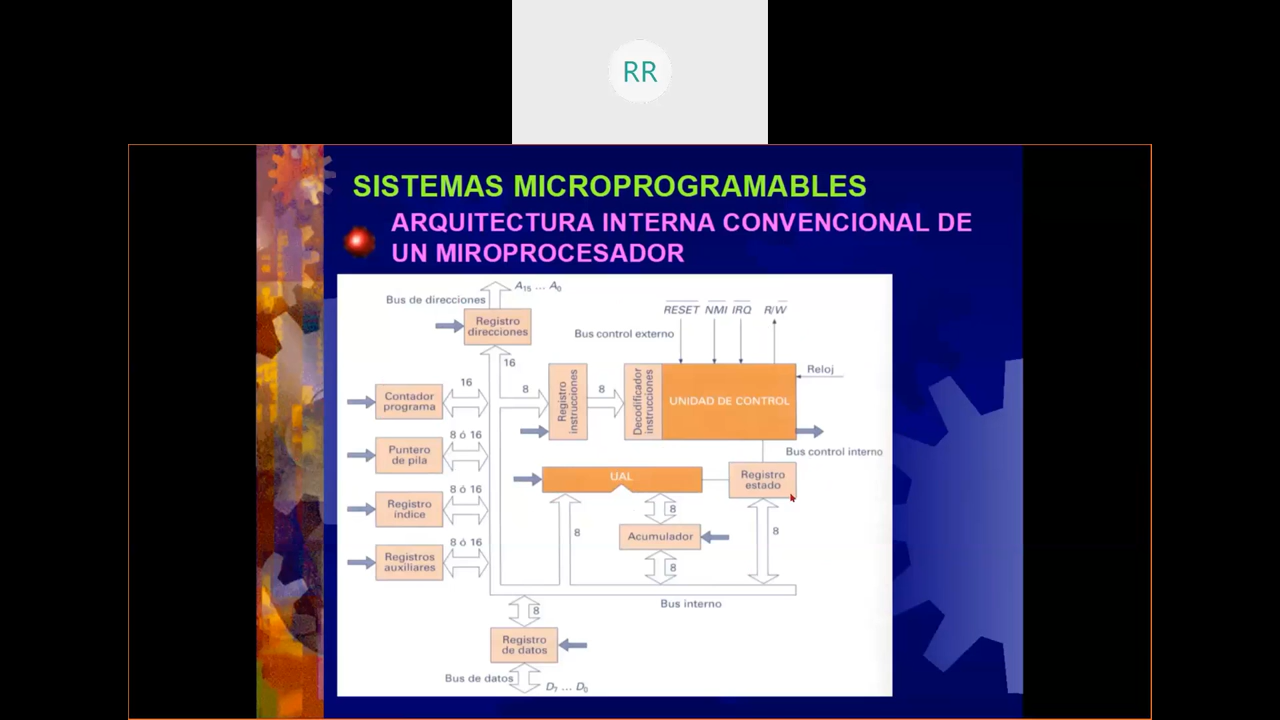 RR
SISTEMAS MICROPROGRAMABLES
ARQUITECTURA INTERNA CONVENCIONAL DE
UN MIROPROCESADOR
A15 ... A0
Bus de direcciones
Registro
direcciones
RESET NMI IRQ R/W
Bus control externo
Reloj
16
8
8
Registro
instrucciones
Decodificador
instrucciones
UNIDAD DE CONTROL
Contador
programa
16
Bus control interno
Puntero
de pila
8 ó 16
UAL
Registro
estado
Registro
índice
8 ó 16
8
8
8
Acumulador
Registros
auxiliares
8 ó 16
8
Bus interno
8
Registro
de datos
Bus de datos
D7 ... D0